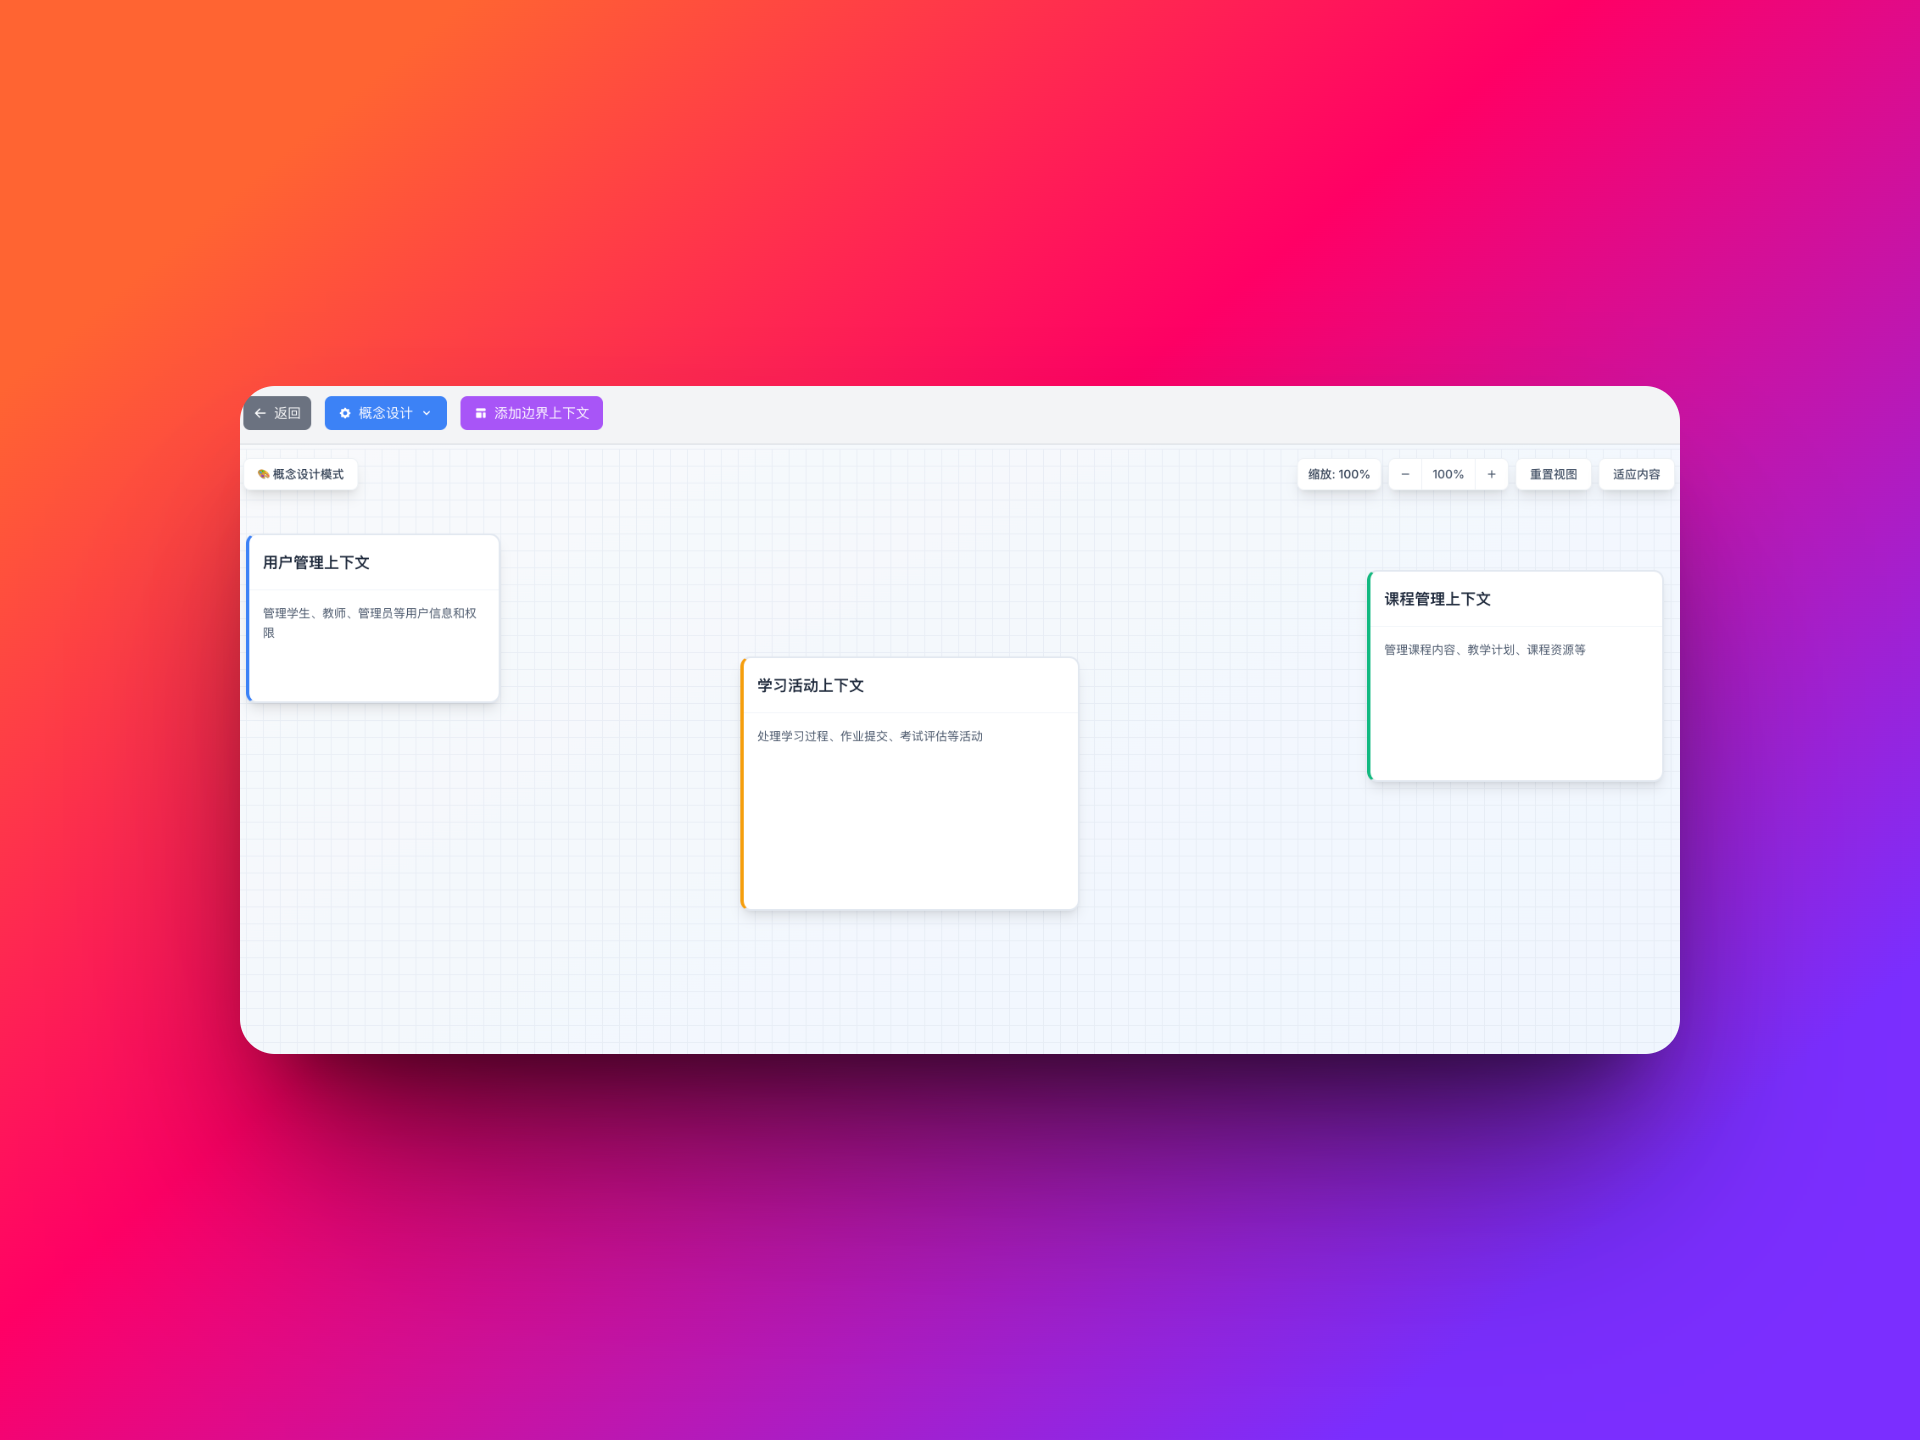 返回
概念设计
添加边界上下文
🎨 概念设计模式
缩放: 100%
− 100% +
重置视图
适应内容
用户管理上下文
管理学生、教师、管理员等用户信息和权
限
学习活动上下文
处理学习过程、作业提交、考试评估等活动
课程管理上下文
管理课程内容、教学计划、课程资源等